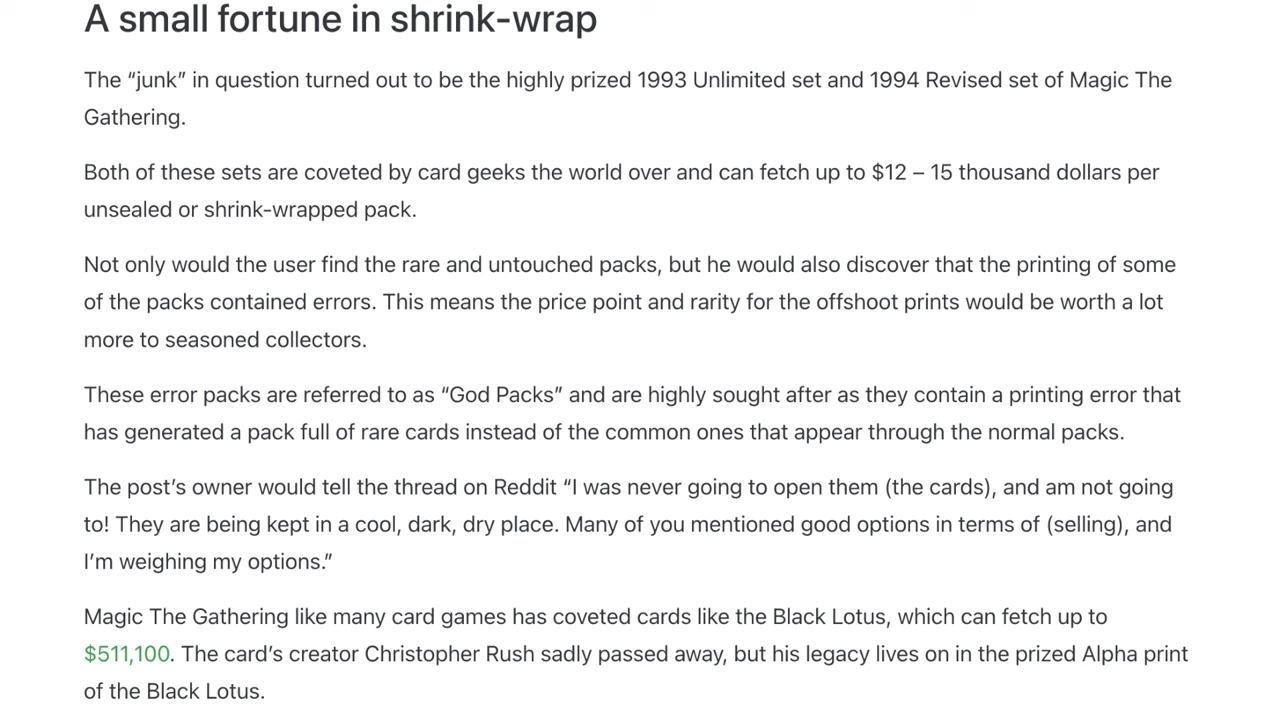 A small fortune in shrink-wrap
The “junk” in question turned out to be the highly prized 1993 Unlimited set and 1994 Revised set of Magic The
Gathering.
Both of these sets are coveted by card geeks the world over and can fetch up to $12 – 15 thousand dollars per
unsealed or shrink-wrapped pack.
Not only would the user find the rare and untouched packs, but he would also discover that the printing of some
of the packs contained errors. This means the price point and rarity for the offshoot prints would be worth a lot
more to seasoned collectors.
These error packs are referred to as “God Packs” and are highly sought after as they contain a printing error that
has generated a pack full of rare cards instead of the common ones that appear through the normal packs.
The post’s owner would tell the thread on Reddit “I was never going to open them (the cards), and am not going
to! They are being kept in a cool, dark, dry place. Many of you mentioned good options in terms of (selling), and
I’m weighing my options.”
Magic The Gathering like many card games has coveted cards like the Black Lotus, which can fetch up to
$511,100. The card’s creator Christopher Rush sadly passed away, but his legacy lives on in the prized Alpha print
of the Black Lotus.